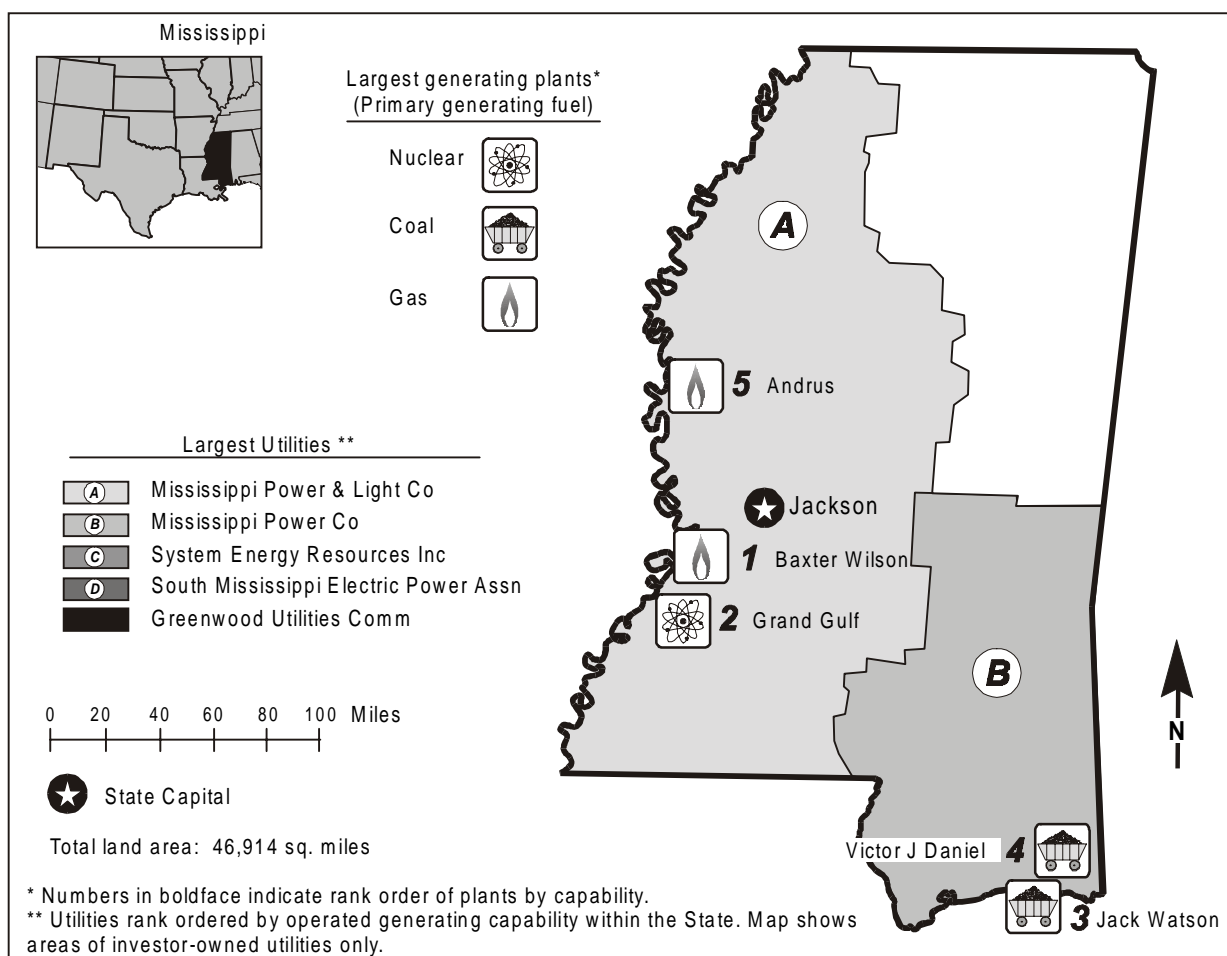 Mississippi
Largest generating plants*
(Primary generating fuel)
Nuclear
Coal
Gas
A
5 Andrus
Largest Utilities **
A Mississippi Power & Light Co
B Mississippi Power Co
C System Energy Resources Inc
D South Mississippi Electric Power Assn
Greenwood Utilities Comm
Jackson
1 Baxter Wilson
2 Grand Gulf
B
N
0 20 40 60 80 100 Miles
State Capital
Total land area: 46,914 sq. miles
Victor J Daniel 4
3 Jack Watson
* Numbers in boldface indicate rank order of plants by capability.
** Utilities rank ordered by operated generating capability within the State. Map shows
areas of investor-owned utilities only.